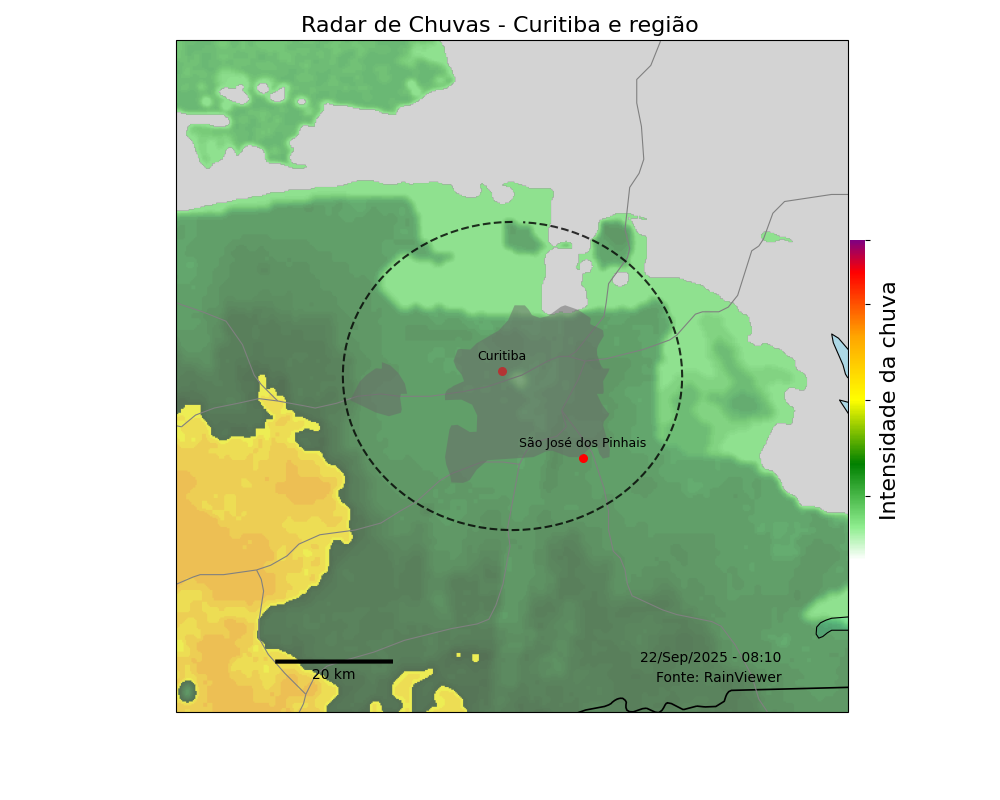 Radar de Chuvas - Curitiba e região
Curitiba
São José dos Pinhais
Intensidade da chuva
22/Sep/2025 - 08:10
20 km
Fonte: RainViewer